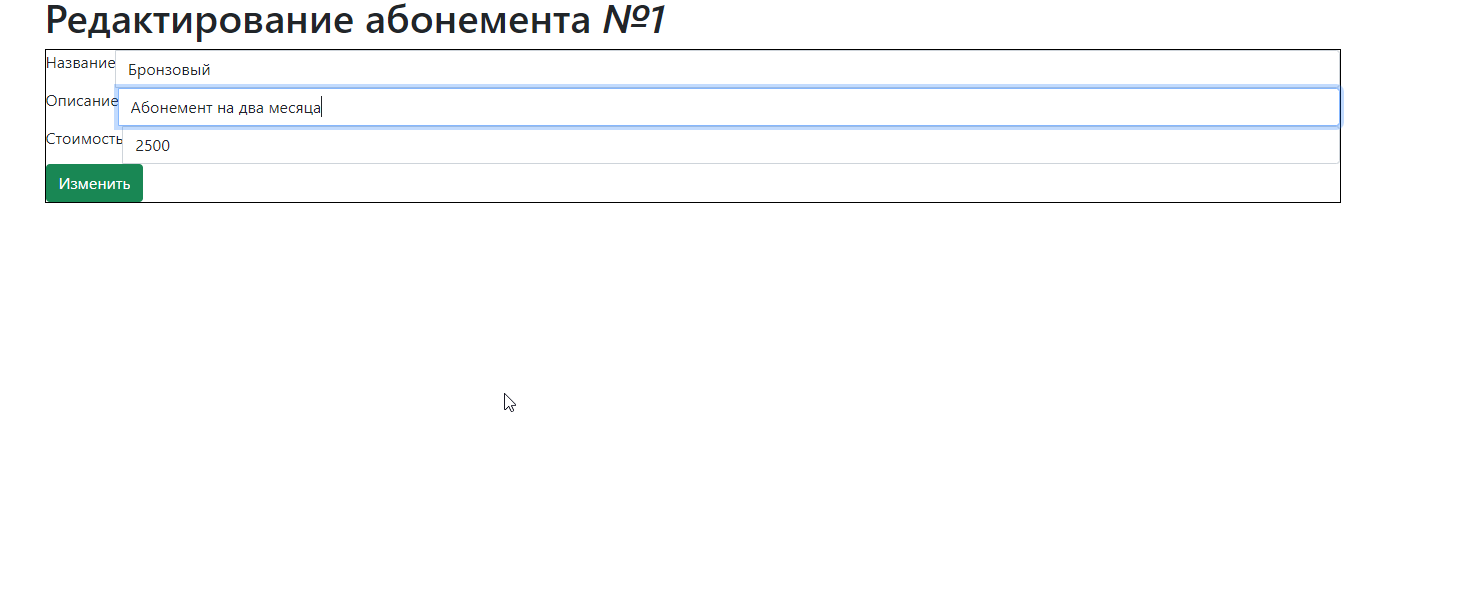 Редактирование абонемента №1
Название Бронзовый
Описание Абонемент на два месяца
Стоимость 2500
Изменить